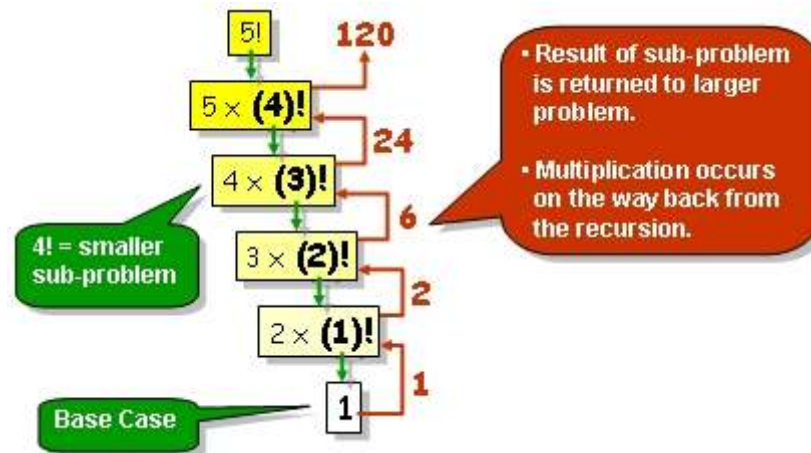 5!
120
5 × (4)!
24
4 × (3)!
6
3 × (2)!
2
2 × (1)!
1
1
4! = smaller
sub-problem
Base Case
• Result of sub-problem
is returned to larger
problem.
• Multiplication occurs
on the way back from
the recursion.